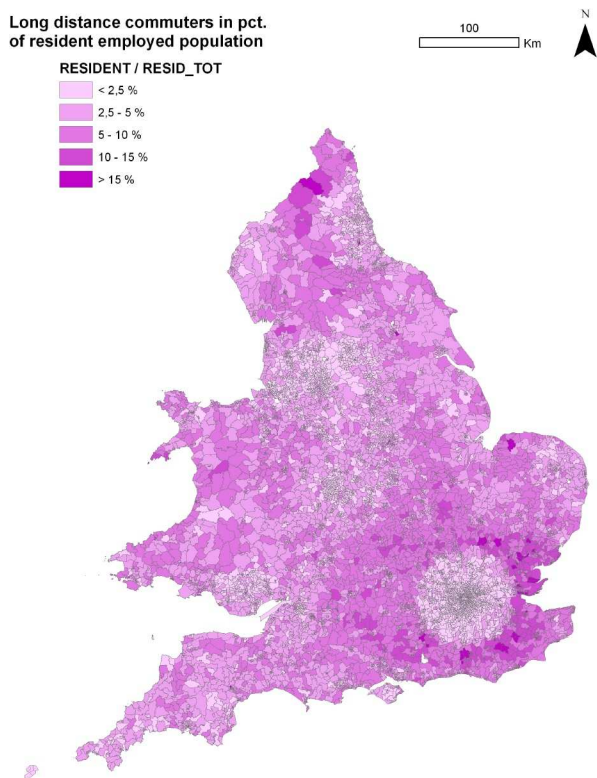 Long distance commuters in pct.
of resident employed population
RESIDENT / RESID_TOT
< 2,5 %
2,5 - 5 %
5 - 10 %
10 - 15 %
> 15 %
100
Km
N